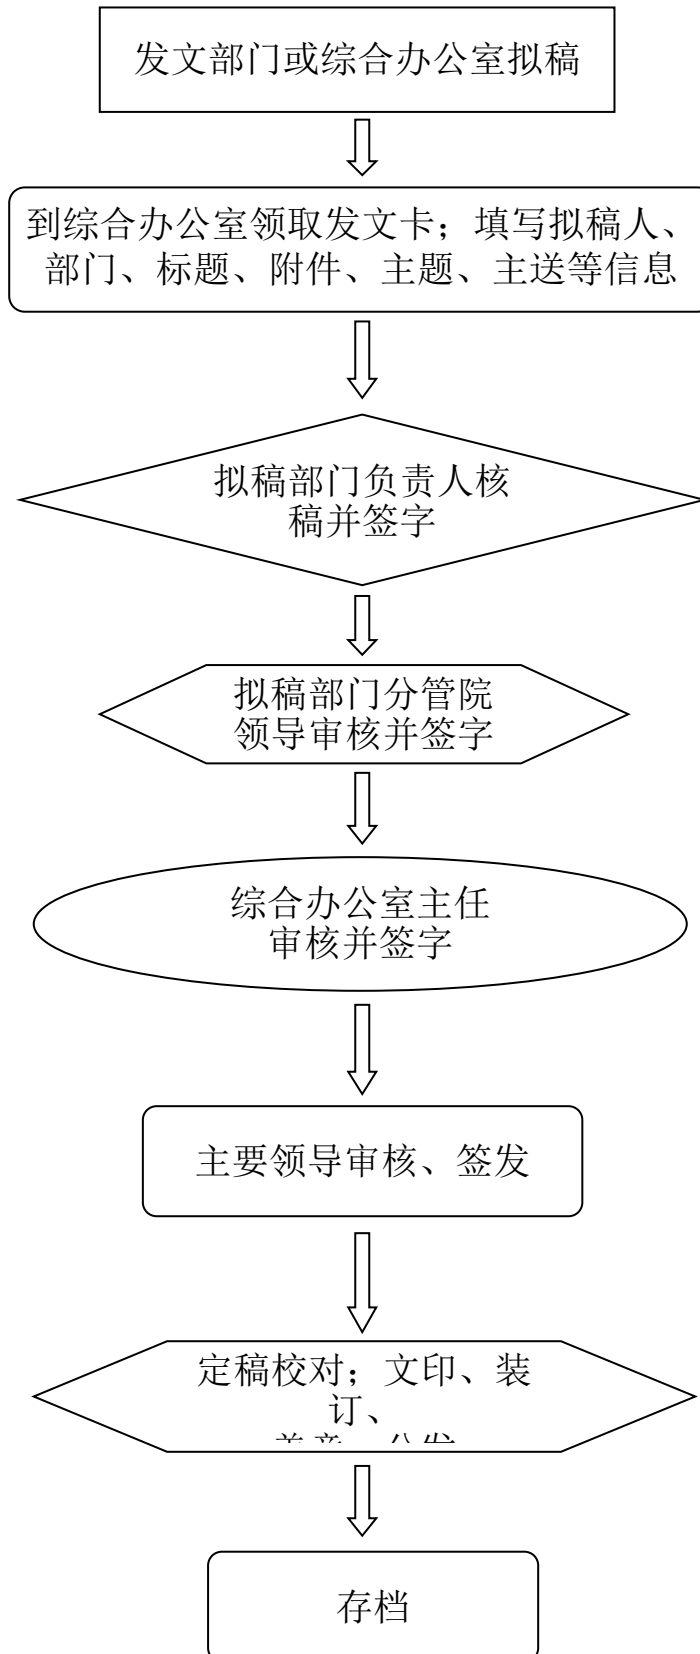 发文部门或综合办公室拟稿
到综合办公室领取发文卡；填写拟稿人、
部门、标题、附件、主题、主送等信息
拟稿部门负责人核
稿并签字
拟稿部门分管院
领导审核并签字
综合办公室主任
审核并签字
主要领导审核、签发
定稿校对；文印、装
订、
存档